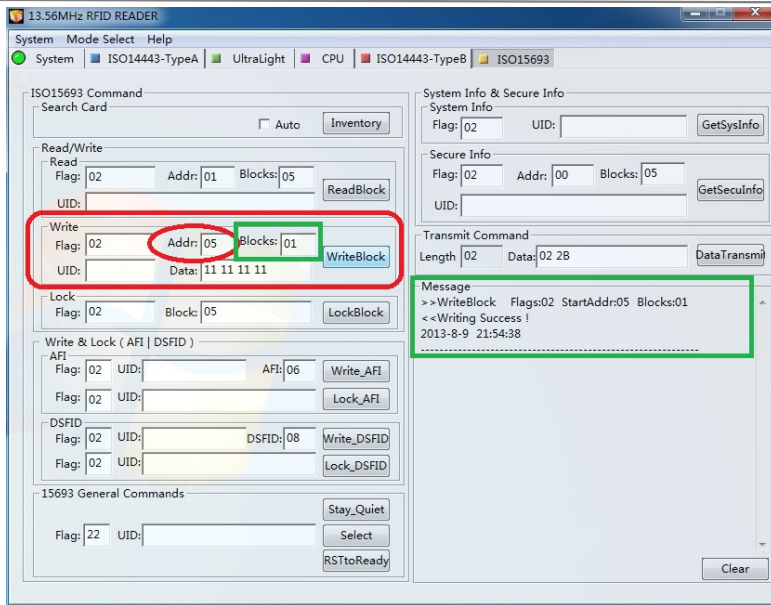 13.56MHz RFID READER
System Mode Select Help
System ISO14443-TypeA UltraLight CPU ISO14443-TypeB ISO15693
ISO15693 Command
Search Card
Auto Inventory
Read/Write
Read
Flag: 02 Addr: 01 Blocks: 05
ReadBlock
UID:
Write
Flag: 02 Addr: 05 Blocks: 01
WriteBlock
UID: Data: 11 11 11 11
Lock
Flag: 02 Block: 05 LockBlock
Write & Lock ( AFI | DSFID )
AFI
Flag: 02 UID: AFI: 06 Write_AFI
Flag: 02 UID: Lock_AFI
DSFID
Flag: 02 UID: DSFID: 08 Write_DSFID
Flag: 02 UID: Lock_DSFID
15693 General Commands
Stay_Quiet
Flag: 22 UID: Select
RSTtoReady
System Info & Secure Info
System Info
Flag: 02 UID: GetSysInfo
Secure Info
Flag: 02 Addr: 00 Blocks: 05
GetSecuInfo
UID:
Transmit Command
Length 02 Data: 02 2B DataTransmit
Message
>>WriteBlock Flags:02 StartAddr:05 Blocks:01
<<Writing Success !
2013-8-9 21:54:38
------------------------------------------------------------
Clear